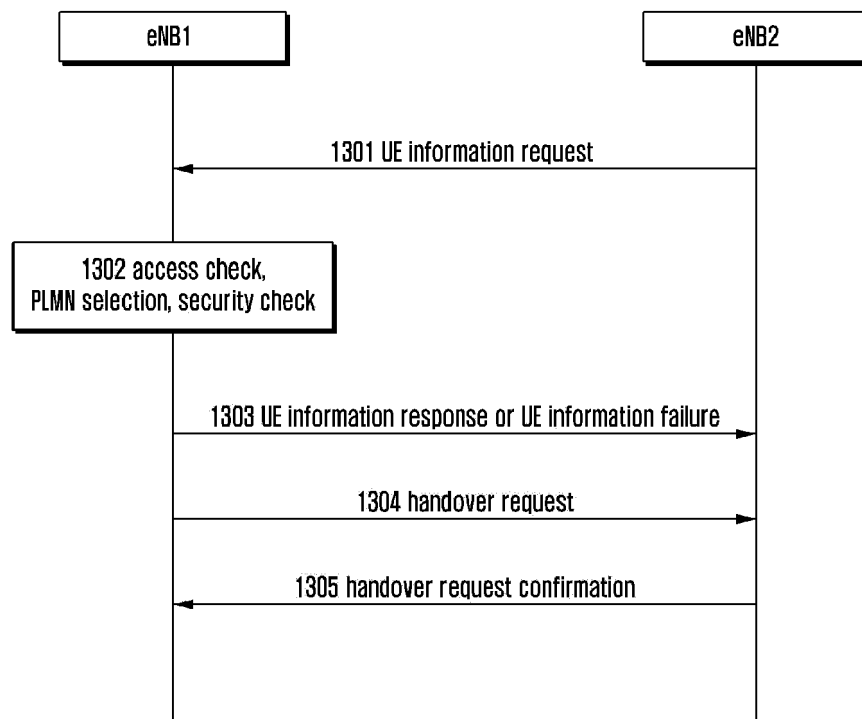 eNB1
eNB2
1301 UE information request
1302 access check,
PLMN selection, security check
1303 UE information response or UE information failure
1304 handover request
1305 handover request confirmation